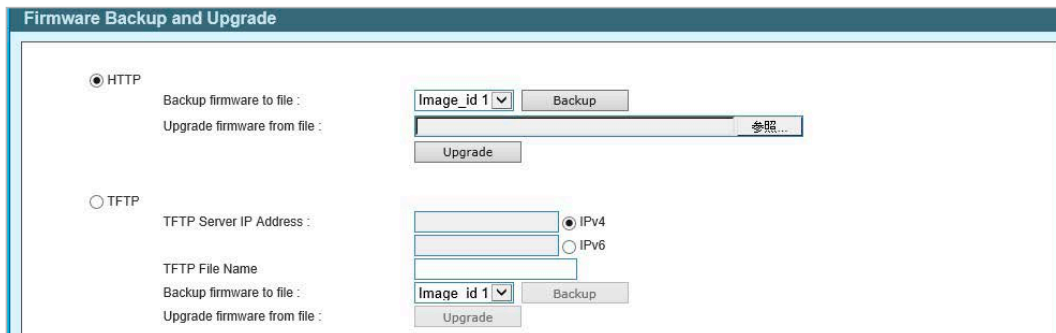 Firmware Backup and Upgrade
HTTP
Backup firmware to file : Image_id 1 Backup
Upgrade firmware from file : 参照...
Upgrade
TFTP
TFTP Server IP Address : IPv4
IPv6
TFTP File Name
Backup firmware to file : Image_id 1 Backup
Upgrade firmware from file : Upgrade